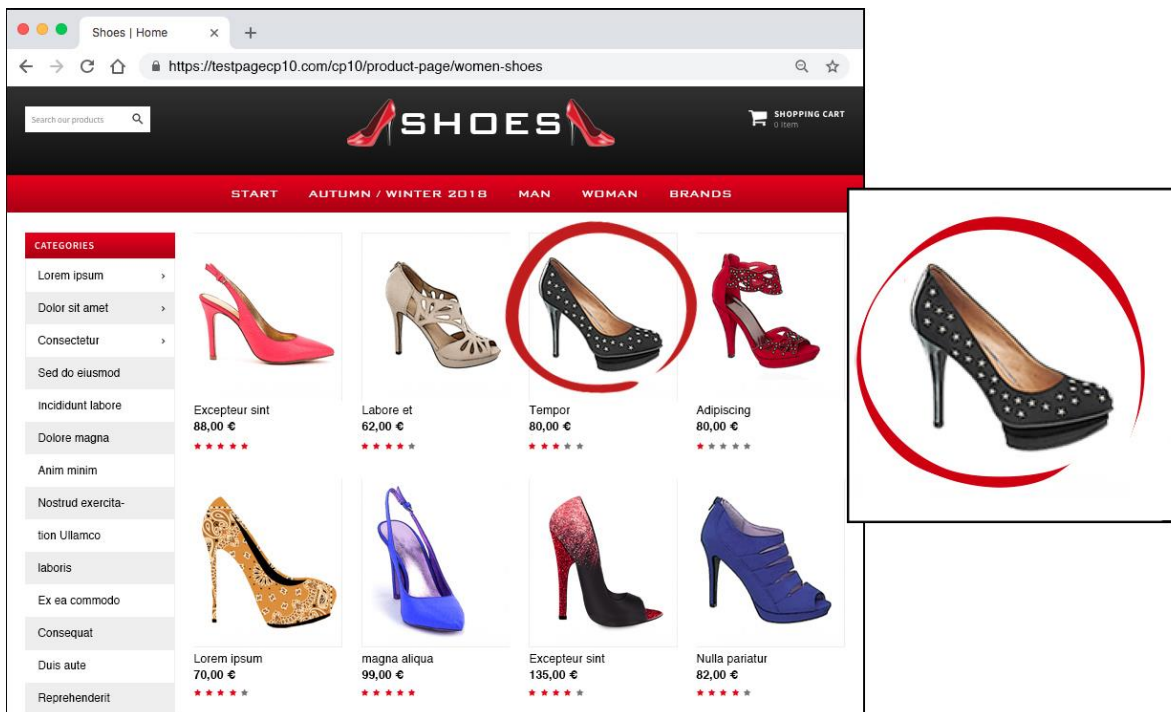 Shoes | Home
https://testpagecp10.com/cp10/product-page/women-shoes
Search our products
SHOES
SHOPPING CART
0 Item
START AUTUMN / WINTER 2018 MAN WOMAN BRANDS
CATEGORIES
Lorem ipsum
Dolor sit amet
Consectetur
Sed do eiusmod
Incididunt labore
Dolore magna
Anim minim
Nostrud exercita-
tion Ullamco
laboris
Ex ea commodo
Consequat
Duis aute
Reprehenderit
Excepteur sint
88,00 €
Labore et
62,00 €
Tempor
80,00 €
Adipiscing
80,00 €
Lorem ipsum
70,00 €
magna aliqua
99,00 €
Excepteur sint
135,00 €
Nulla pariatur
82,00 €